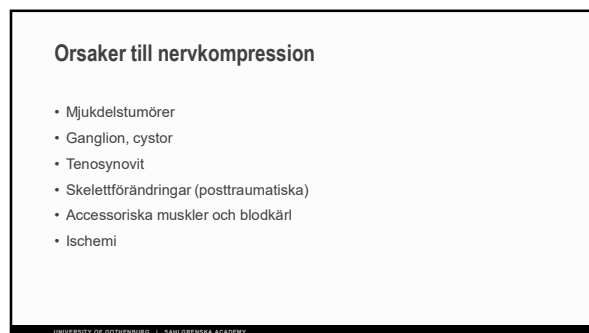 Orsaker till nervkompression
• Mjukdelstumörer
• Ganglion, cystor
• Tenosynovit
• Skelettförändringar (posttraumatiska)
• Accessoriska muskler och blodkärl
• Ischemi
UNIVERSITY OF GOTHENBURG | SAHLGRENSKA ACADEMY